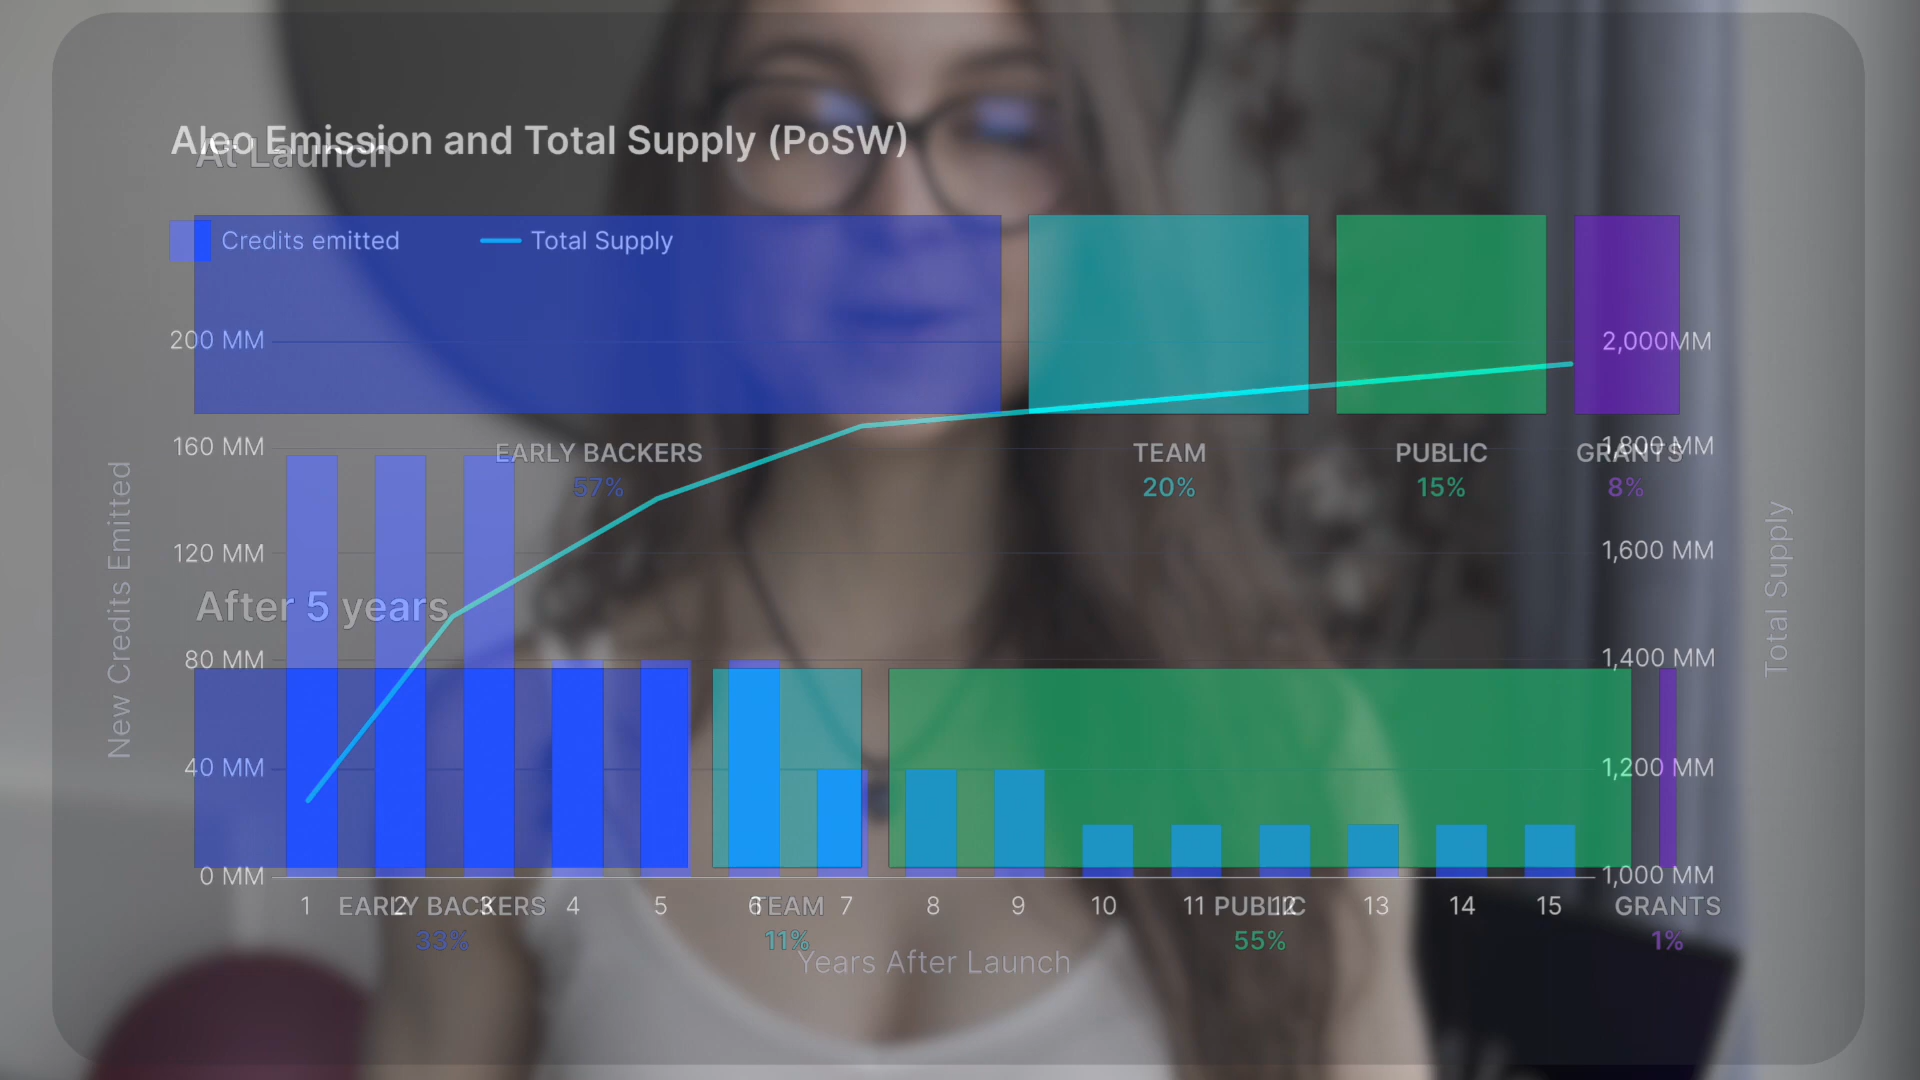 Aleo Emission and Total Supply (PoSW)
At Launch
Credits emitted
Total Supply
200 MM
160 MM
120 MM
80 MM
40 MM
0 MM
New Credits Emitted
2,000MM
1,800 MM
1,600 MM
1,400 MM
1,200 MM
1,000 MM
Total Supply
EARLY BACKERS
57%
TEAM
20%
PUBLIC
15%
GRANTS
8%
After 5 years
1 2 3 4 5 6 7 8 9 10 11 12 13 14 15
EARLY BACKERS
33%
TEAM
11%
PUBLIC
55%
GRANTS
1%
Years After Launch